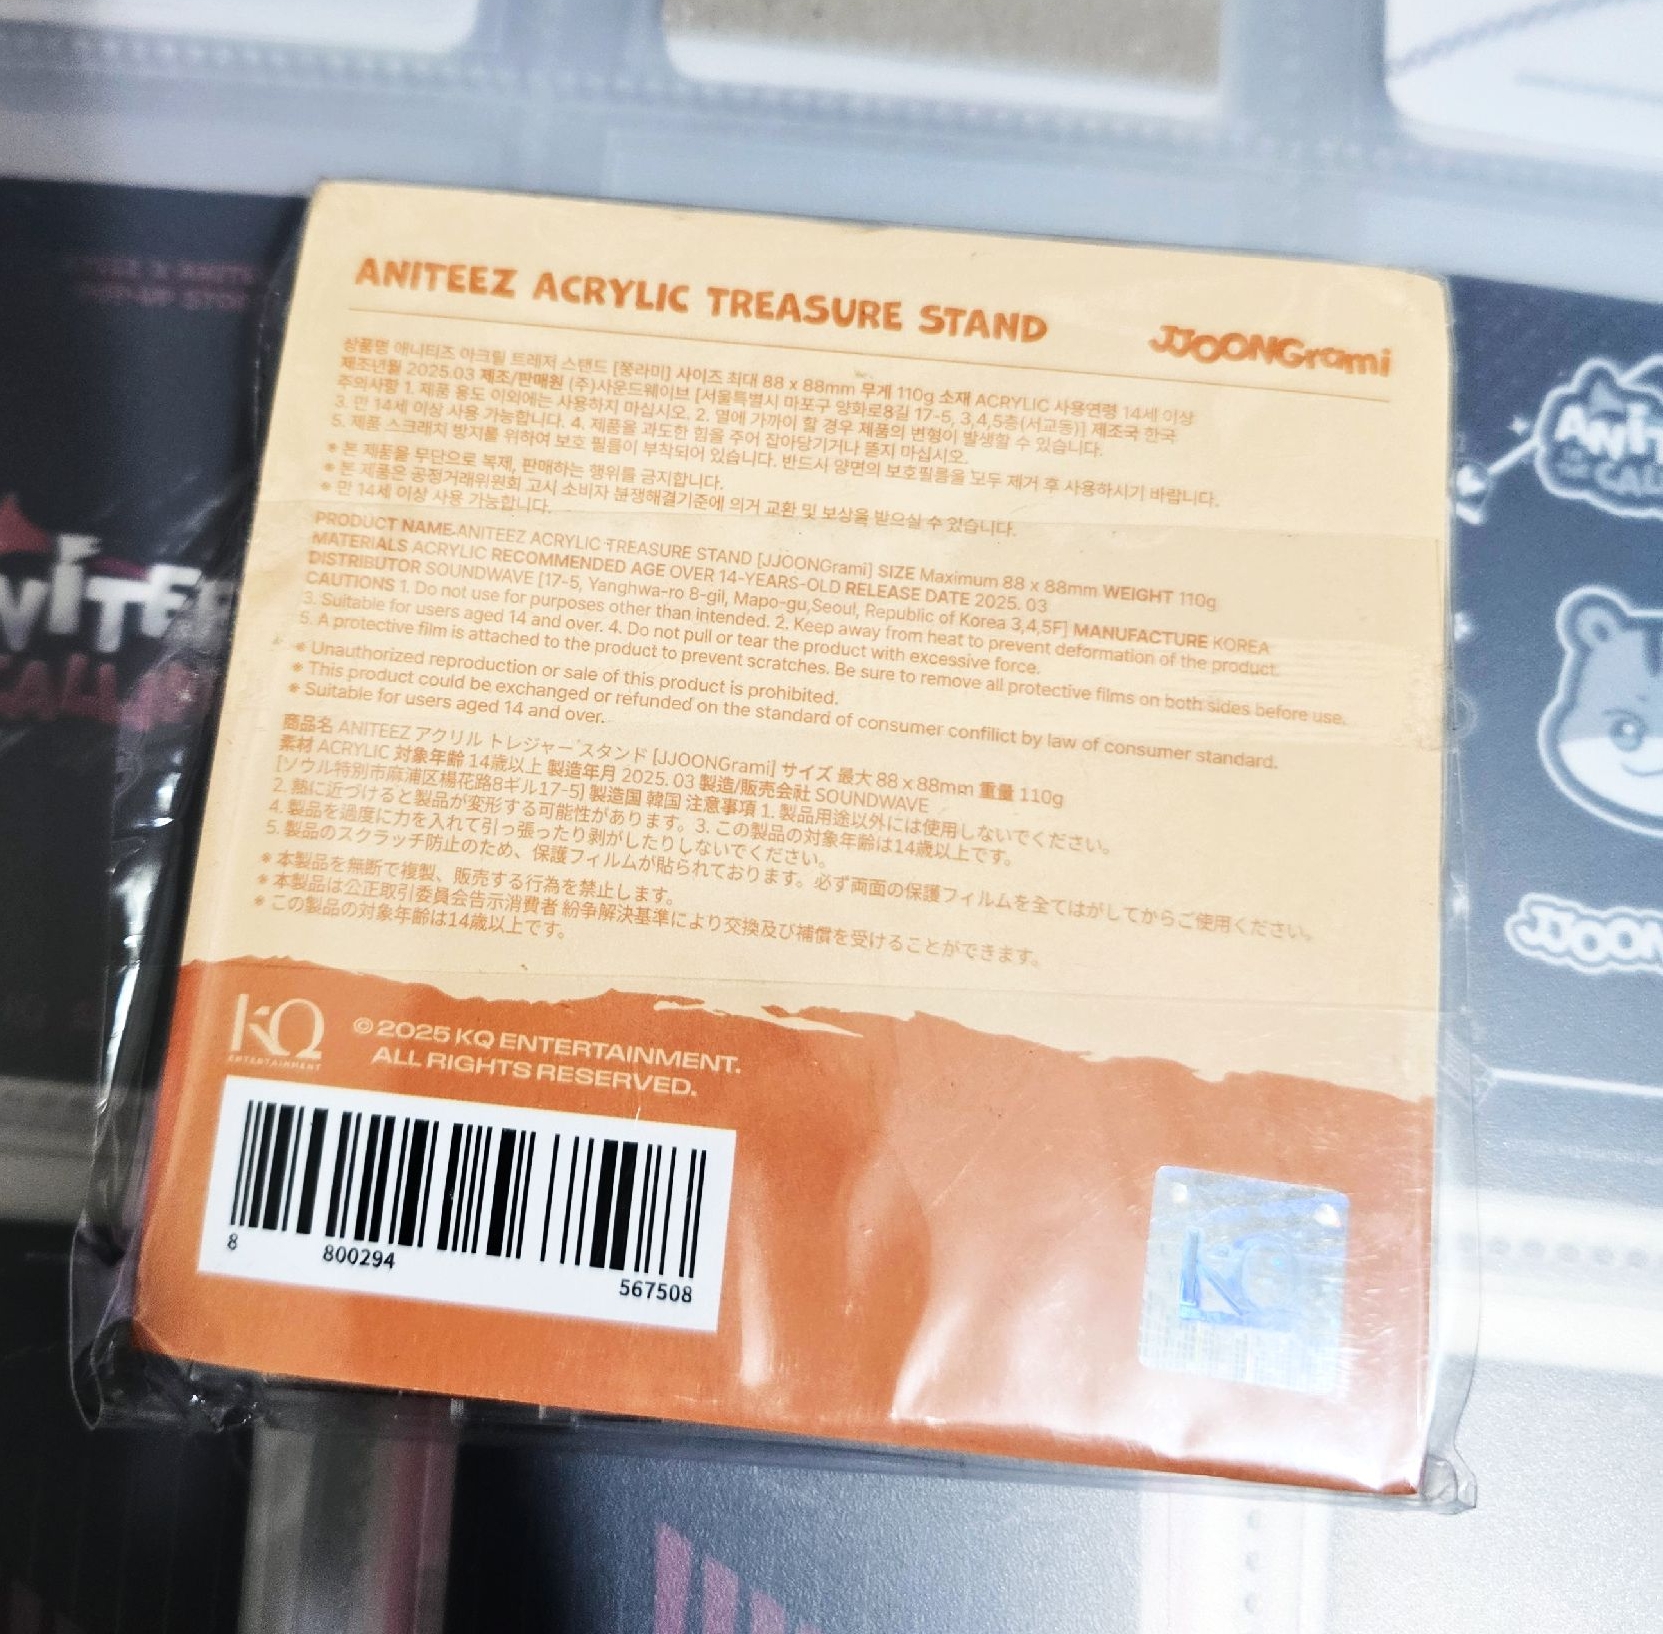 ANITEEZ ACRYLIC TREASURE STAND
JJOONGrami
상품명 애니티즈 아크릴 트레저 스탠드 [쭝라미] 사이즈 최대 88 x 88mm 무게 110g 소재 ACRYLIC 사용연령 14세 이상
제조년월 2025.03 제조/판매원 (주)사운드웨이브 [서울특별시 마포구 양화로8길 17-5, 3,4,5층(서교동)] 제조국 한국
주의사항 1. 제품 용도 이외에는 사용하지 마십시오. 2. 열에 가까이 할 경우 제품의 변형이 발생할 수 있습니다.
3. 만 14세 이상 사용 가능합니다. 4. 제품을 과도한 힘을 주어 잡아당기거나 뜯지 마십시오.
5. 제품 스크래치 방지를 위하여 보호 필름이 부착되어 있습니다. 반드시 양면의 보호필름을 모두 제거 후 사용하시기 바랍니다.
* 본 제품을 무단으로 복제, 판매하는 행위를 금지합니다.
* 본 제품은 공정거래위원회 고시 소비자 분쟁해결기준에 의거 교환 및 보상을 받으실 수 있습니다.
* 만 14세 이상 사용 가능합니다.
PRODUCT NAME.ANITEEZ ACRYLIC TREASURE STAND [JJOONGrami] SIZE Maximum 88 x 88mm WEIGHT 110g
MATERIALS ACRYLIC RECOMMENDED AGE OVER 14-YEARS-OLD RELEASE DATE 2025. 03
DISTRIBUTOR SOUNDWAVE [17-5, Yanghwa-ro 8-gil, Mapo-gu,Seoul, Republic of Korea 3,4,5F] MANUFACTURE KOREA
CAUTIONS 1. Do not use for purposes other than intended. 2. Keep away from heat to prevent deformation of the product.
3. Suitable for users aged 14 and over. 4. Do not pull or tear the product with excessive force.
5. A protective film is attached to the product to prevent scratches. Be sure to remove all protective films on both sides before use.
* Unauthorized reproduction or sale of this product is prohibited.
* This product could be exchanged or refunded on the standard of consumer confilict by law of consumer standard.
* Suitable for users aged 14 and over.
商品名 ANITEEZ アクリル トレジャー スタンド [JJOONGrami] サイズ 最大 88 x 88mm 重量 110g
素材 ACRYLIC 対象年齢 14歳以上 製造年月 2025. 03 製造/販売会社 SOUNDWAVE
[ソウル特別市麻浦区楊花路8ギル17-5] 製造国 韓国 注意事項 1. 製品用途以外には使用しないでください。
2. 熱に近づけると製品が変形する可能性があります。3. この製品の対象年齢は14歳以上です。
4. 製品を過度に力を入れて引っ張ったり剥がしたりしないでください。
5. 製品のスクラッチ防止のため、保護フィルムが貼られております。必ず両面の保護フィルムを全てはがしてからご使用ください。
* 本製品を無断で複製、販売する行為を禁止します。
* 本製品は公正取引委員会告示消費者 紛争解決基準により交換及び補償を受けることができます。
* この製品の対象年齢は14歳以上です。
KQ
ENTERTAINMENT
© 2025 KQ ENTERTAINMENT.
ALL RIGHTS RESERVED.
8 800294 567508
KQ